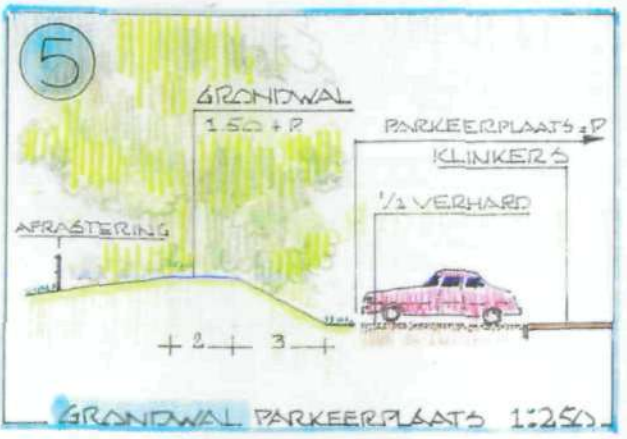 5
GRONDWAL
1.50 + P
PARKEERPLAATS = P
KLINKERS
1/2 VERHARD
AFRASTERING
2 3
GRONDWAL PARKEERPLAATS 1:250